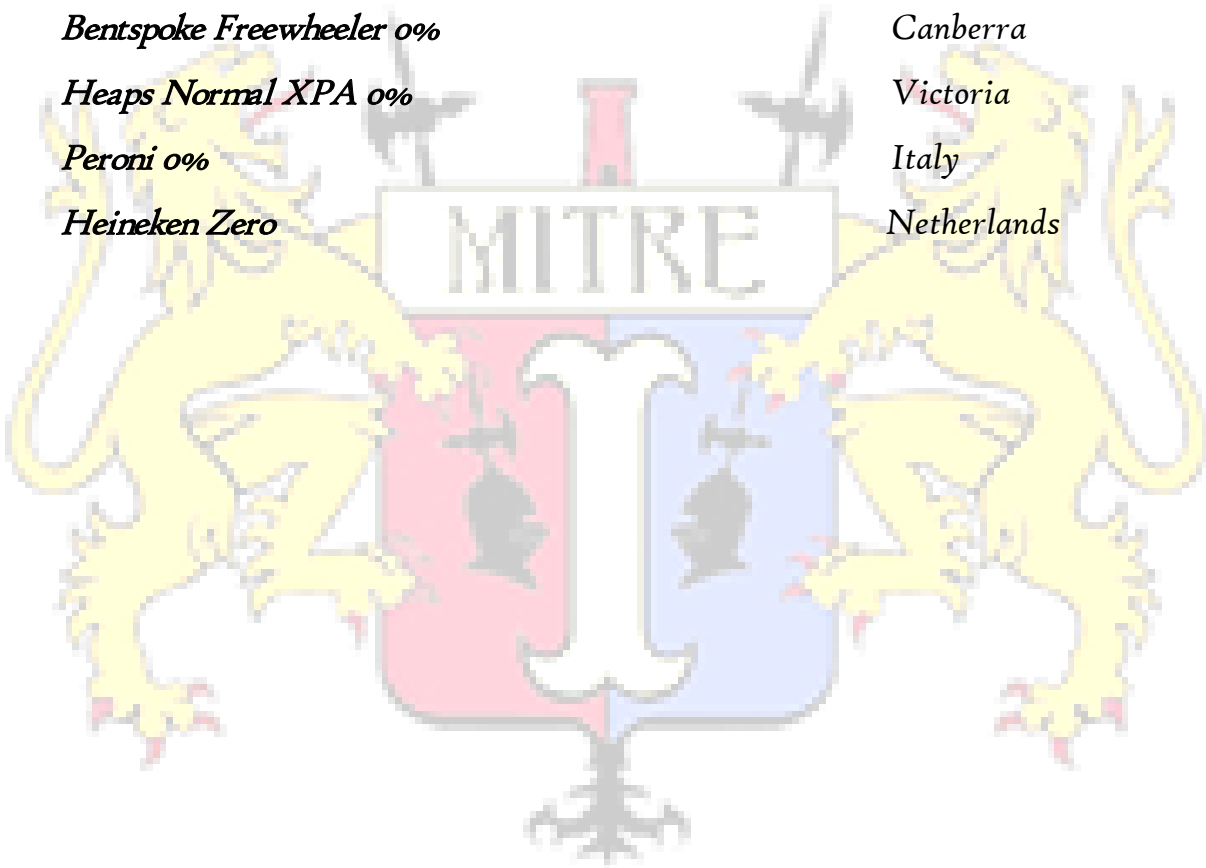 Bentspoke Freewheeler 0% Canberra
Heaps Normal XPA 0% Victoria
Peroni 0% Italy
Heineken Zero Netherlands
MITRE